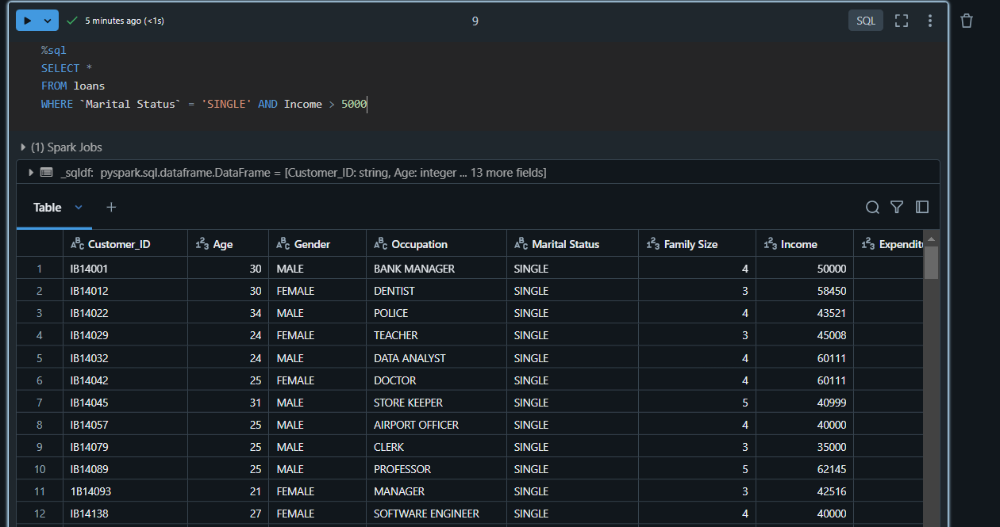 5 minutes ago (<1s) 9 SQL
%sql
SELECT *
FROM loans
WHERE `Marital Status` = 'SINGLE' AND Income > 5000
(1) Spark Jobs
_sqldf: pyspark.sql.dataframe.DataFrame = [Customer_ID: string, Age: integer ... 13 more fields]
Table +
Customer_ID Age Gender Occupation Marital Status Family Size Income
1 IB14001 30 MALE BANK MANAGER SINGLE 4 50000
2 IB14012 30 FEMALE DENTIST SINGLE 3 58450
3 IB14022 34 MALE POLICE SINGLE 4 43521
4 IB14029 24 FEMALE TEACHER SINGLE 3 45008
5 IB14032 24 MALE DATA ANALYST SINGLE 4 60111
6 IB14042 25 FEMALE DOCTOR SINGLE 4 60111
7 IB14045 31 MALE STORE KEEPER SINGLE 5 40999
8 IB14057 25 MALE AIRPORT OFFICER SINGLE 4 40000
9 IB14079 25 MALE CLERK SINGLE 3 35000
10 IB14089 25 MALE PROFESSOR SINGLE 5 62145
11 1B14093 21 FEMALE MANAGER SINGLE 3 42516
12 IB14138 27 FEMALE SOFTWARE ENGINEER SINGLE 4 40000